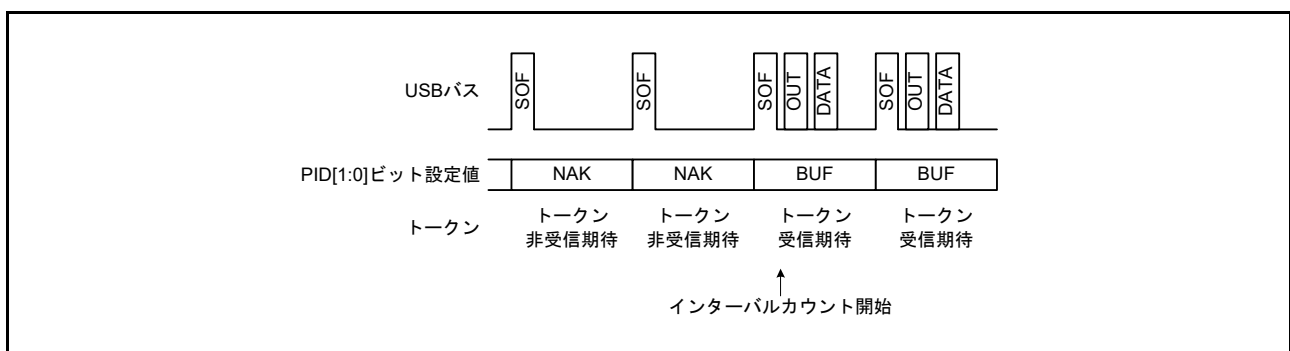 USBバス
SOF SOF SOF OUT DATA SOF OUT DATA
PID[1:0]ビット設定値 NAK NAK BUF BUF
トークン トークン 非受信期待 トークン 非受信期待 トークン 受信期待 トークン 受信期待
インターバルカウント開始